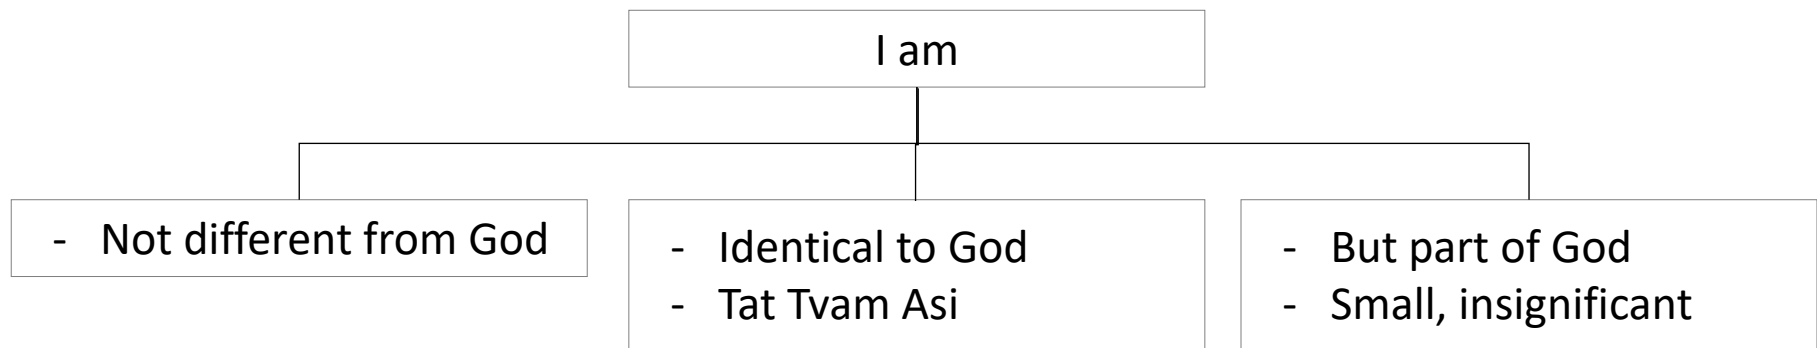 I am
- Not different from God
- Identical to God
- Tat Tvam Asi
- But part of God
- Small, insignificant